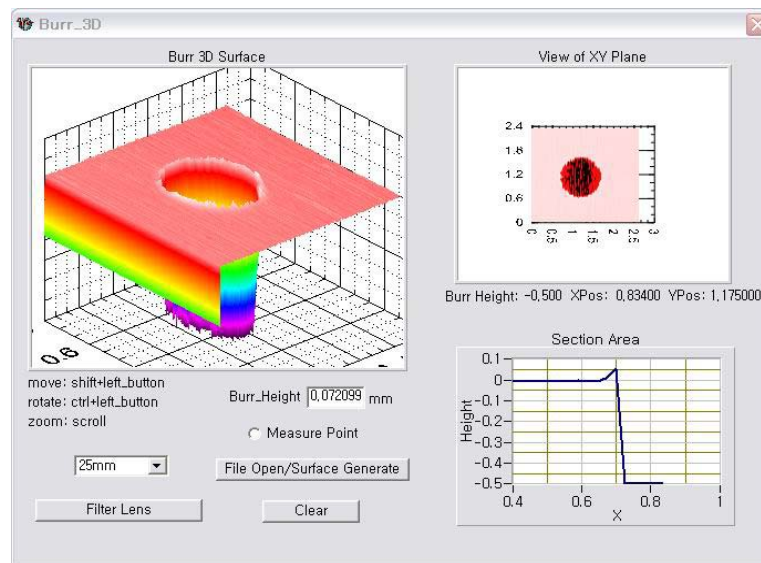 Burr_3D
Burr 3D Surface
0.6
move: shift+left_button
rotate: ctrl+left_button
zoom: scroll
Burr_Height 0,072099 mm
Measure Point
25mm
File Open/Surface Generate
Filter Lens
Clear
View of XY Plane
2.4
1.8
1.2
0.6
0
0 0.5 1 1.5 2 2.5 3
Burr Height: -0,500 XPos: 0,83400 YPos: 1,175000
Section Area
0.1
0
-0.1
-0.2
-0.3
-0.4
-0.5
Height
0.4 0.6 0.8 1
X